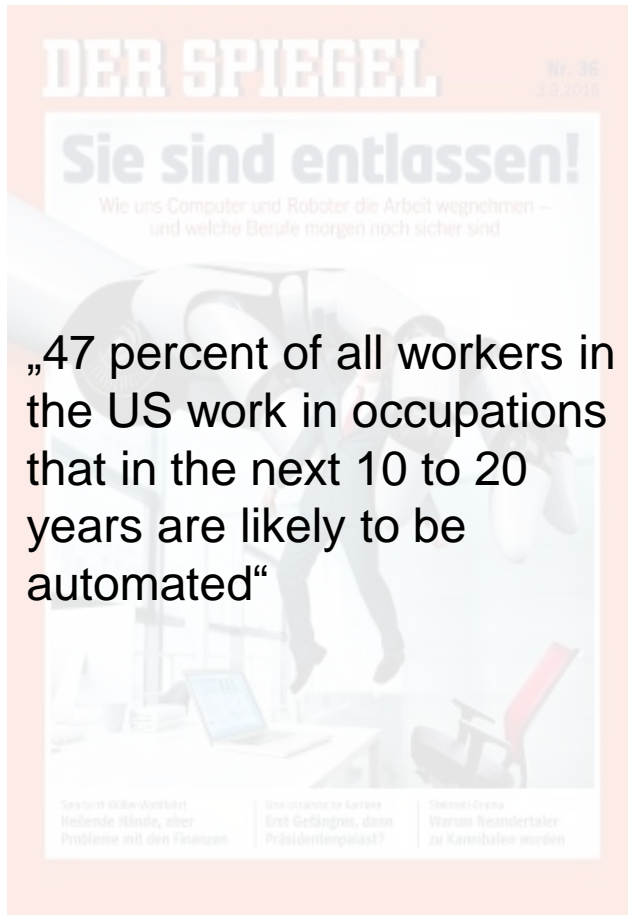 DER SPIEGEL
Nr. 36
3.9.2016
Sie sind entlassen!
Wie uns Computer und Roboter die Arbeit wegnehmen –
und welche Berufe morgen noch sicher sind
„47 percent of all workers in
the US work in occupations
that in the next 10 to 20
years are likely to be
automated“
Heilende Hände, aber
Probleme mit den Finanzen
Erst Gefängnis, dann
Präsidentenpalast?
Warum Neandertaler
zu Kannibalen wurden